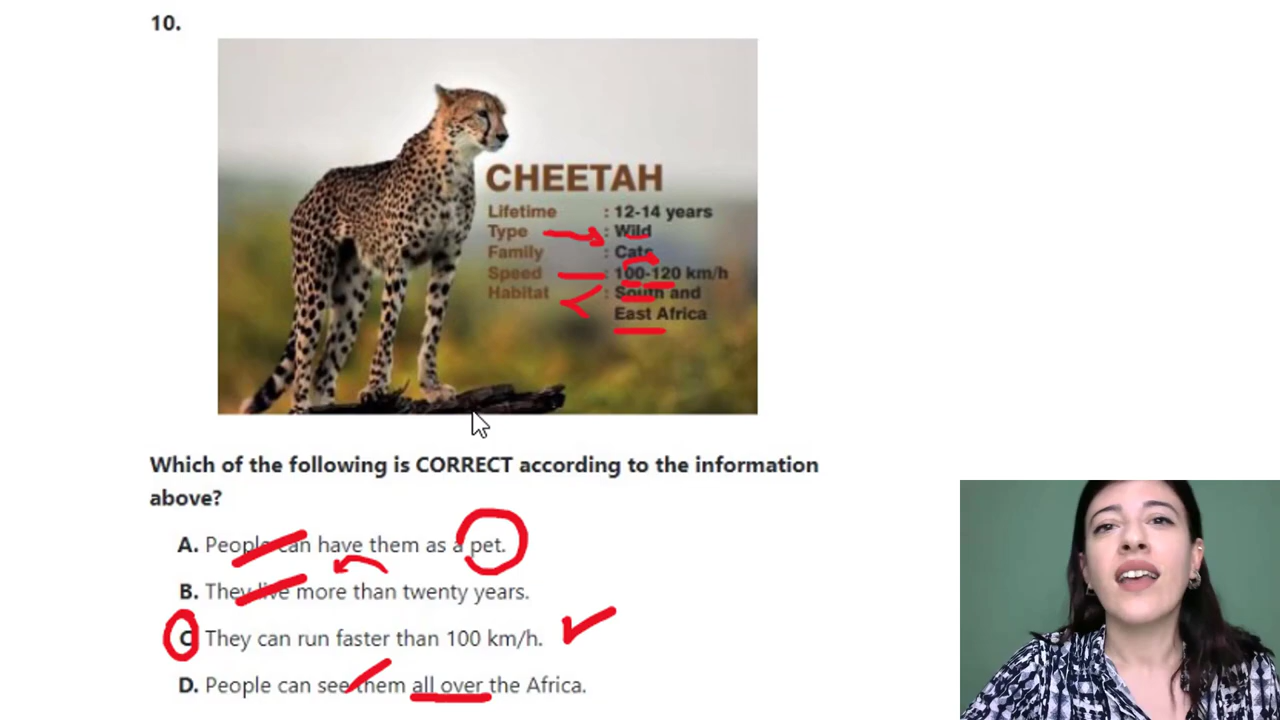 10.
CHEETAH
Lifetime : 12-14 years
Type : Wild
Family : Cats
Speed : 100-120 km/h
Habitat : South and
East Africa
Which of the following is CORRECT according to the information
above?
A. People can have them as a pet.
B. They live more than twenty years.
C. They can run faster than 100 km/h.
D. People can see them all over the Africa.